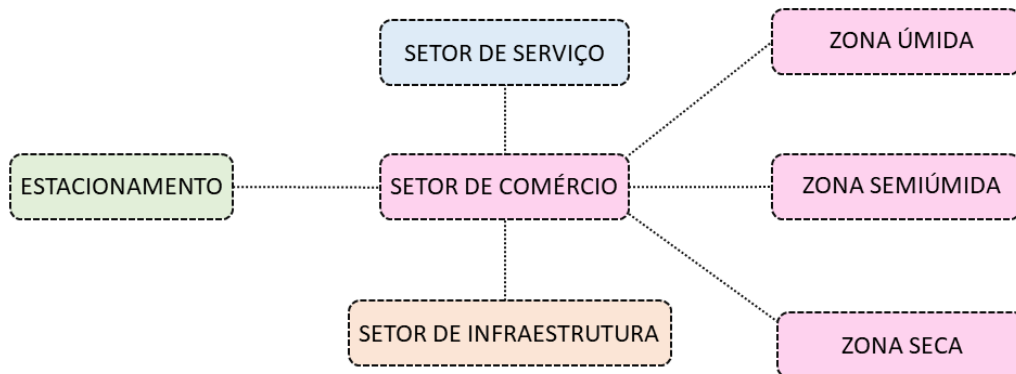 SETOR DE SERVIÇO
ZONA ÚMIDA
ESTACIONAMENTO
SETOR DE COMÉRCIO
ZONA SEMIÚMIDA
SETOR DE INFRAESTRUTURA
ZONA SECA